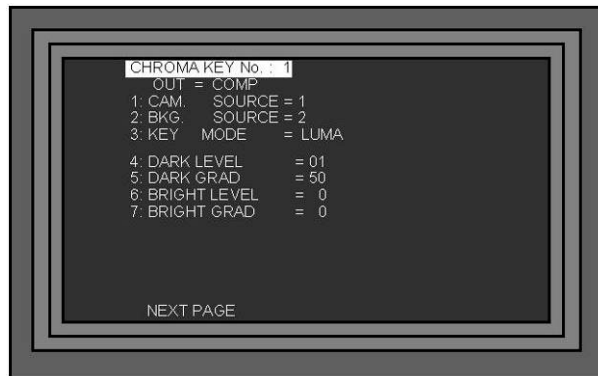 CHROMA KEY No. : 1
OUT = COMP
1: CAM. SOURCE = 1
2: BKG. SOURCE = 2
3: KEY MODE = LUMA
4: DARK LEVEL = 01
5: DARK GRAD = 50
6: BRIGHT LEVEL = 0
7: BRIGHT GRAD = 0
NEXT PAGE